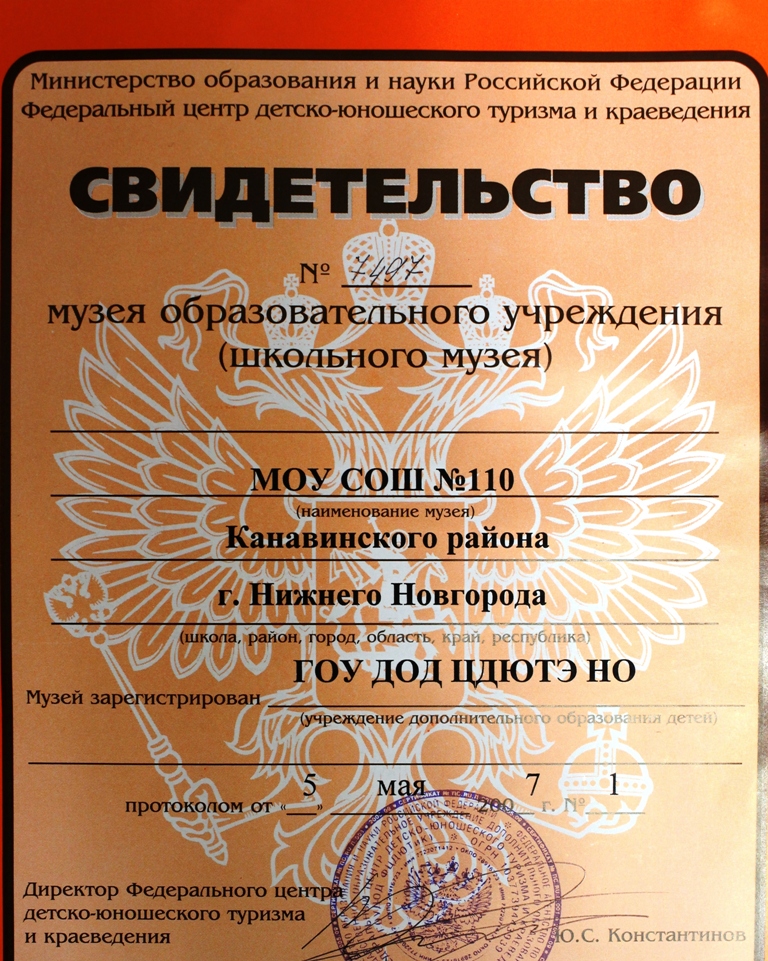 Министерство образования и науки Российской Федерации
Федеральный центр детско-юношеского туризма и краеведения
СВИДЕТЕЛЬСТВО
№ 7497
музея образовательного учреждения
(школьного музея)
МОУ СОШ №110
(наименование музея)
Канавинского района
г. Нижнего Новгорода
(школа, район, город, область, край, республика)
ГОУ ДОД ЦДЮТЭ НО
Музей зарегистрирован
(учреждение дополнительного образования детей)
протоколом от «5» мая 2007 г. № 1
Директор Федерального центра
детско-юношеского туризма
и краеведения Ю.С. Константинов